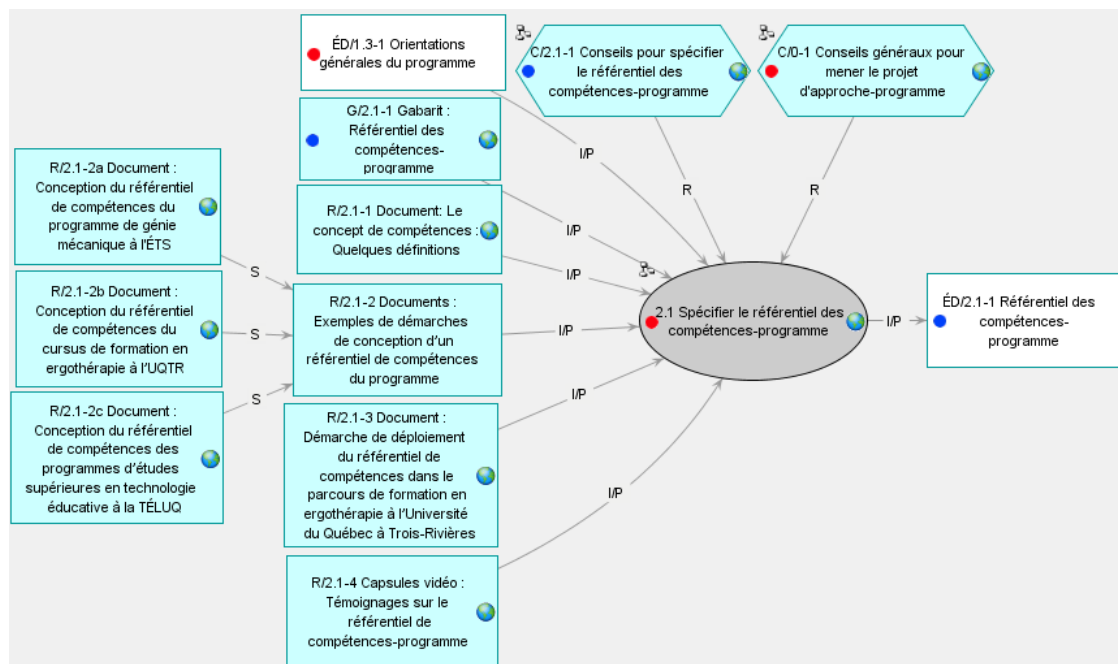 ÉD/1.3-1 Orientations
générales du programme
C/2.1-1 Conseils pour spécifier
le référentiel des
compétences-programme
C/0-1 Conseils généraux pour
mener le projet
d'approche-programme
G/2.1-1 Gabarit :
Référentiel des
compétences-
programme
I/P
R
R
R/2.1-2a Document :
Conception du référentiel
de compétences du
programme de génie
mécanique à l'ÉTS
R/2.1-1 Document: Le
concept de compétences :
Quelques définitions
I/P
I/P
S
R/2.1-2b Document :
Conception du référentiel
de compétences du
cursus de formation en
ergothérapie à l'UQTR
S
R/2.1-2 Documents :
Exemples de démarches
de conception d'un
référentiel de compétences
du programme
I/P
2.1 Spécifier le référentiel des
compétences-programme
I/P
ÉD/2.1-1 Référentiel des
compétences-
programme
R/2.1-2c Document :
Conception du référentiel
de compétences des
programmes d'études
supérieures en technologie
éducative à la TÉLUQ
S
R/2.1-3 Document :
Démarche de déploiement
du référentiel de
compétences dans le
parcours de formation en
ergothérapie à l'Université
du Québec à Trois-Rivières
I/P
I/P
R/2.1-4 Capsules vidéo :
Témoignages sur le
référentiel de
compétences-programme